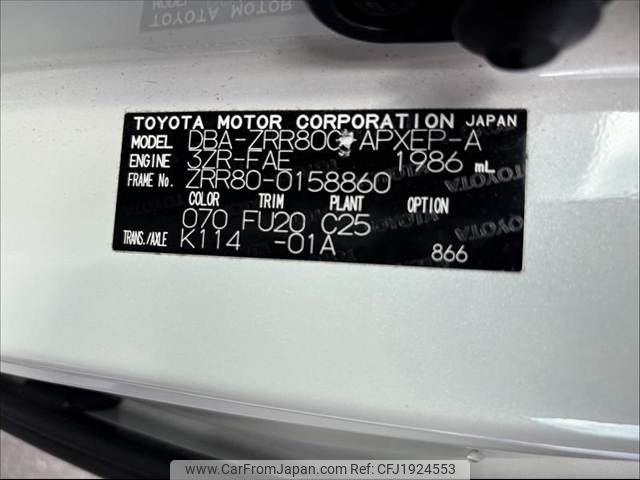 TOYOTA MOTOR CORPORATION JAPAN
MODEL DBA-ZRR80G-APXEP-A
ENGINE 3ZR-FAE 1986 mL
FRAME No. ZRR80-0158860
COLOR TRIM PLANT OPTION
070 FU20 C25
TRANS./AXLE K114 -01A
866
www.CarFromJapan.com | Ref No: CFJ1924553